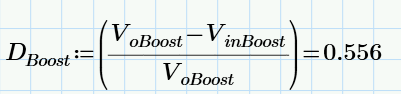 D_Boost := ((V_oBoost − V_inBoost) / V_oBoost) = 0.556